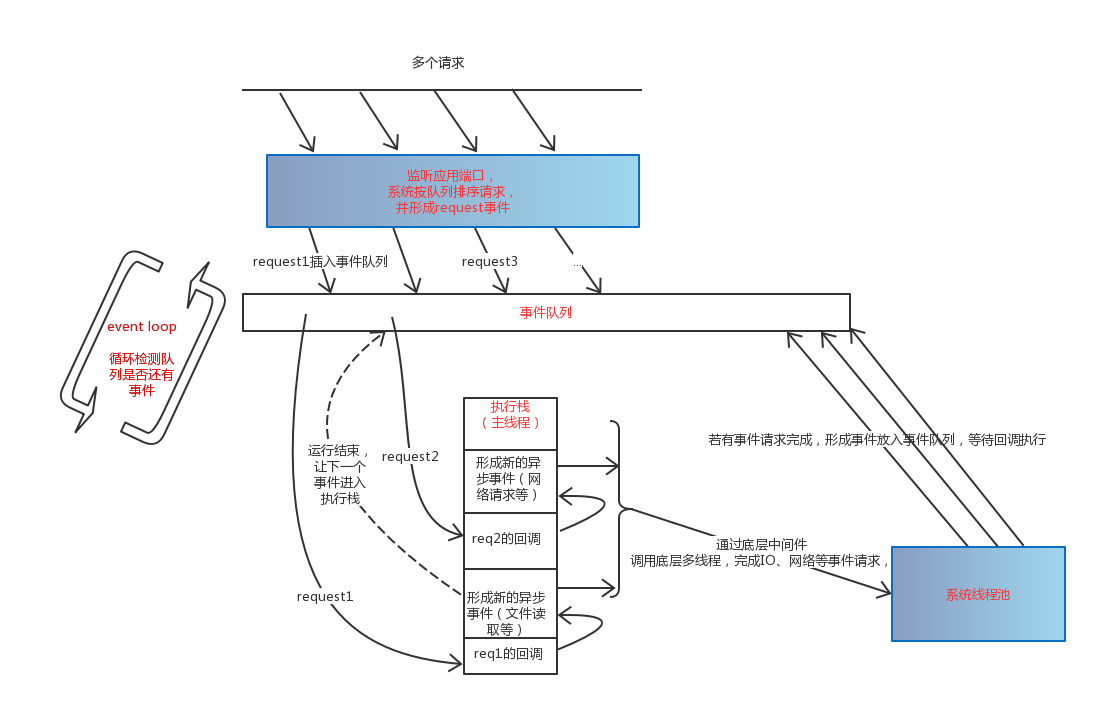 多个请求
监听应用端口，
系统按队列排序请求，
并形成request事件
request1插入事件队列
request3
...
事件队列
event loop
循环检测队
列是否还有
事件
执行栈
（主线程）
若有事件请求完成，形成事件放入事件队列，等待回调执行
运行结束，
让下一个
事件进入
执行栈
request2
形成新的异
步事件（网
络请求等）
req2的回调
通过底层中间件
调用底层多线程，完成IO、网络等事件请求，
系统线程池
request1
形成新的异步
事件（文件读
取等）
req1的回调